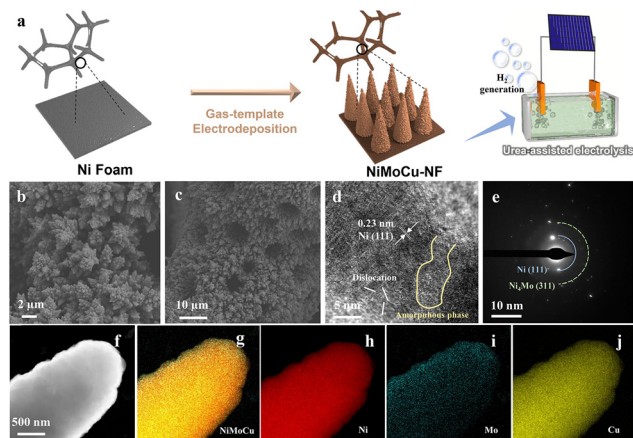 a
Ni Foam
Gas-template
Electrodeposition
NiMoCu-NF
H2
generation
Urea-assisted electrolysis
b
2 μm
c
10 μm
d
0.23 nm
Ni (111)
Dislocation
5 nm
Amorphous phase
e
Ni (111)
Ni4Mo (311)
10 nm
f
500 nm
g
NiMoCu
h
Ni
i
Mo
j
Cu